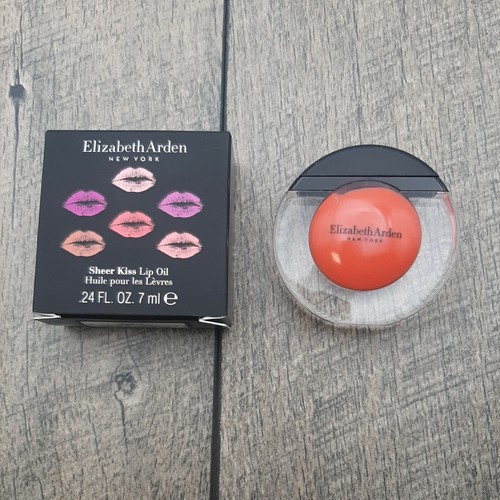 Elizabeth Arden
NEW YORK
Sheer Kiss Lip Oil
Huile pour les Lèvres
.24 FL. OZ. 7 ml ℮
Elizabeth Arden
NEW YORK